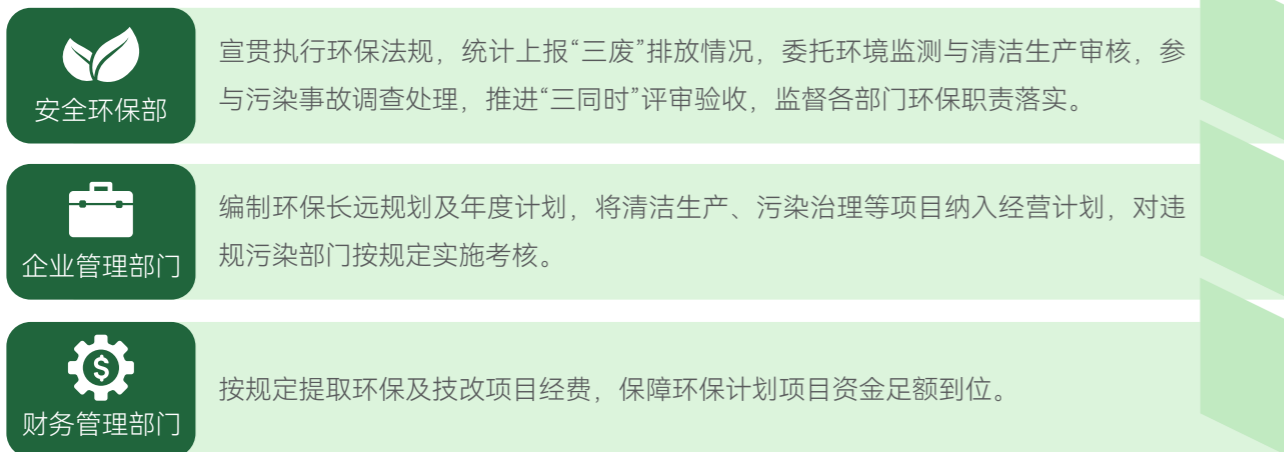 安全环保部
宣贯执行环保法规，统计上报“三废”排放情况，委托环境监测与清洁生产审核，参
与污染事故调查处理，推进“三同时”评审验收，监督各部门环保职责落实。
企业管理部门
编制环保长远规划及年度计划，将清洁生产、污染治理等项目纳入经营计划，对违
规污染部门按规定实施考核。
财务管理部门
按规定提取环保及技改项目经费，保障环保计划项目资金足额到位。